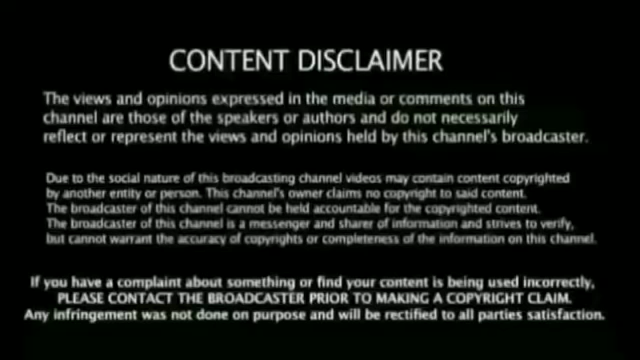 CONTENT DISCLAIMER
The views and opinions expressed in the media or comments on this
channel are those of the speakers or authors and do not necessarily
reflect or represent the views and opinions held by this channel's broadcaster.
Due to the social nature of this broadcasting channel videos may contain content copyrighted
by another entity or person. This channel's owner claims no copyright to said content.
The broadcaster of this channel cannot be held accountable for the copyrighted content.
The broadcaster of this channel is a messenger and sharer of information and strives to verify,
but cannot warrant the accuracy of copyrights or completeness of the information on this channel.
If you have a complaint about something or find your content is being used incorrectly,
PLEASE CONTACT THE BROADCASTER PRIOR TO MAKING A COPYRIGHT CLAIM.
Any infringement was not done on purpose and will be rectified to all parties satisfaction.